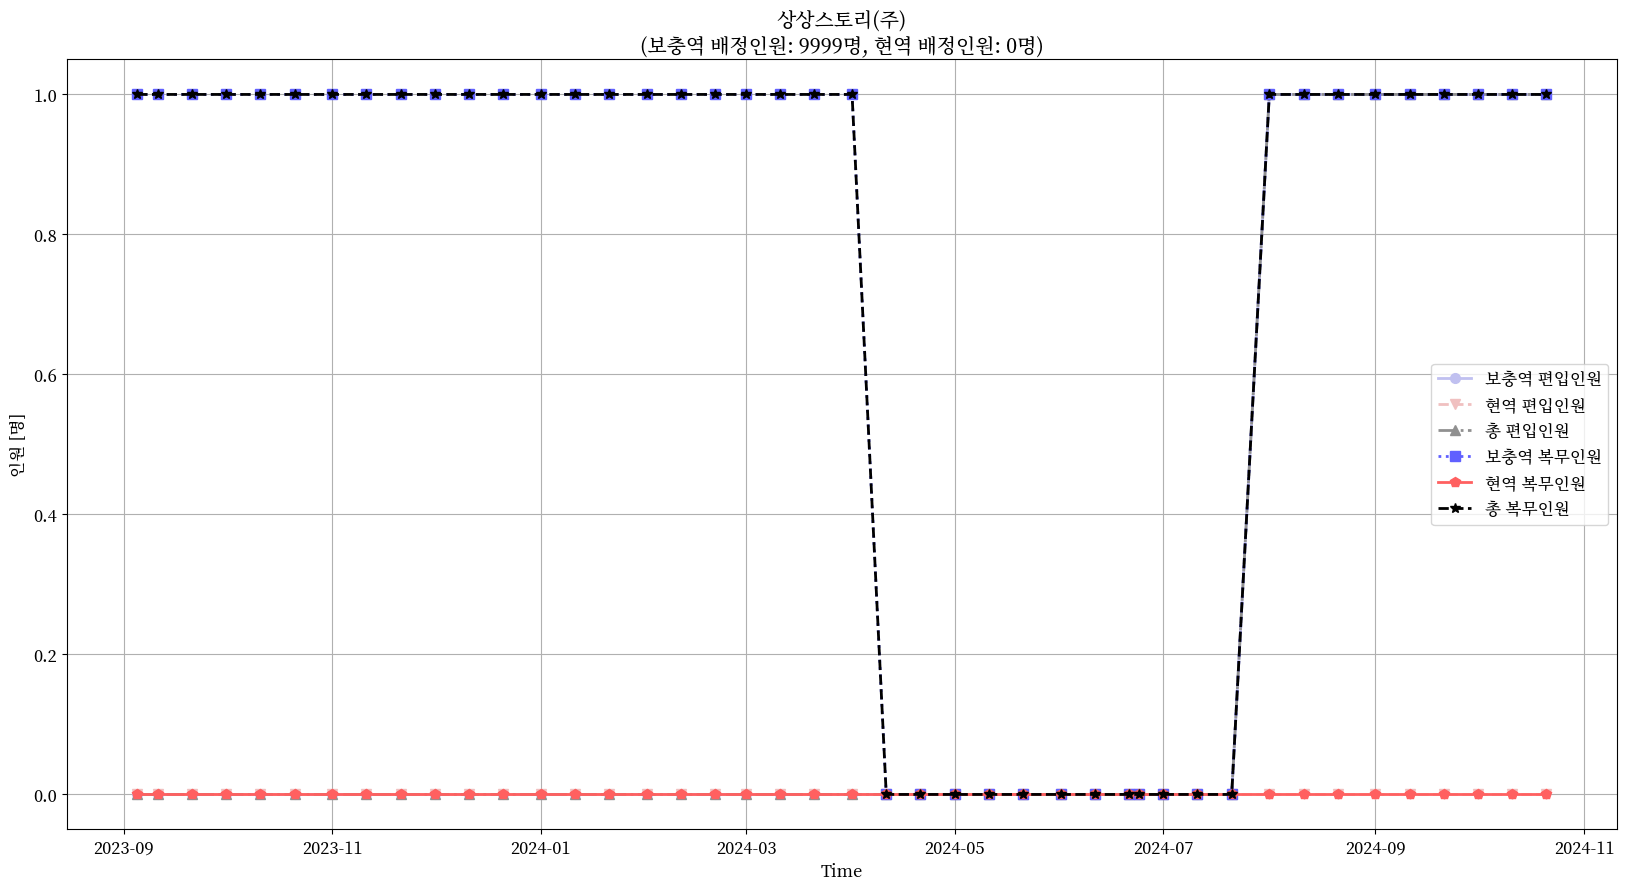 상상스토리(주)
(보충역 배정인원: 9999명, 현역 배정인원: 0명)
인원 [명]
1.0
0.8
0.6
0.4
0.2
0.0
보충역 편입인원
현역 편입인원
총 편입인원
보충역 복무인원
현역 복무인원
총 복무인원
2023-09
2023-11
2024-01
2024-03
2024-05
2024-07
2024-09
2024-11
Time